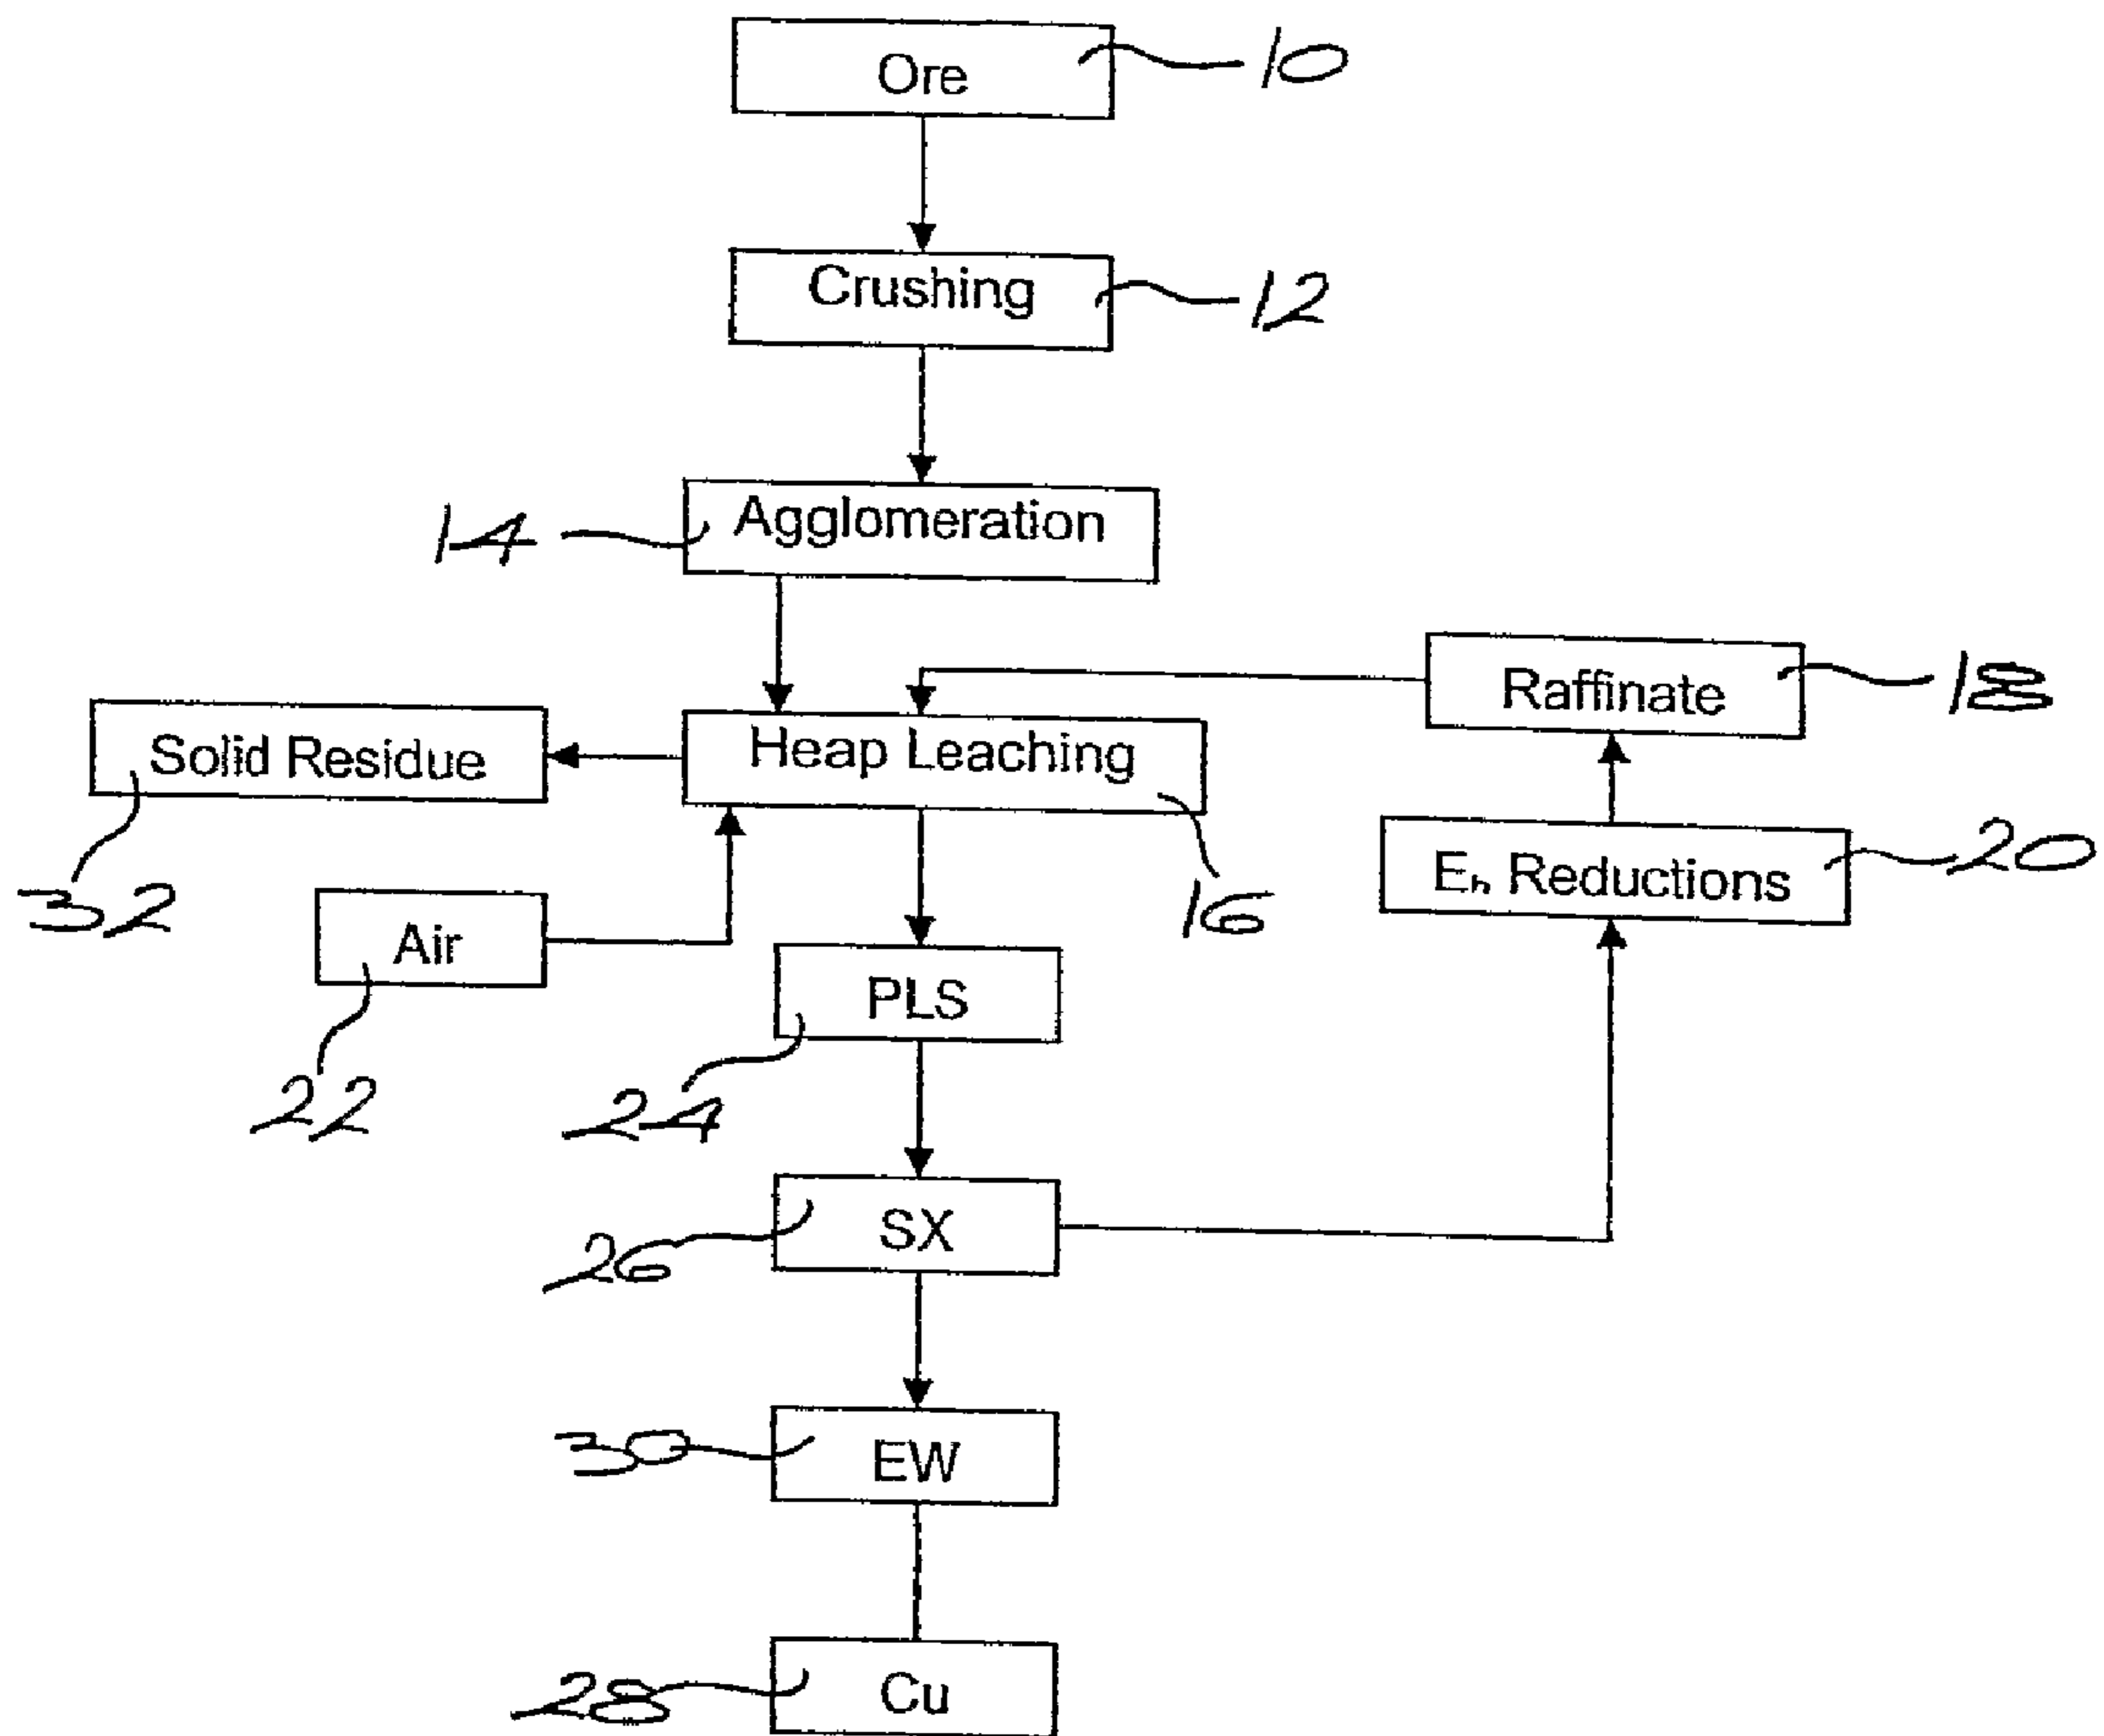 Ore
10
Crushing
12
14
Agglomeration
Raffinate
18
Solid Residue
Heap Leaching
32
16
Eh Reductions
20
Air
22
PLS
24
SX
26
30
EW
28
Cu